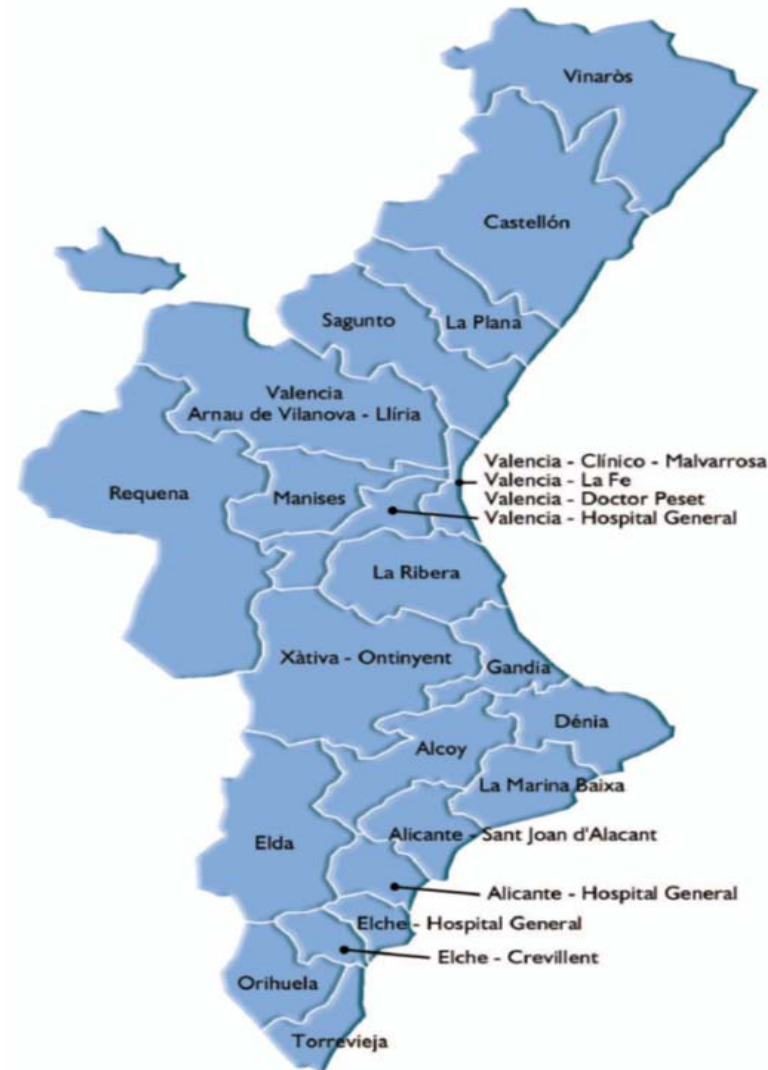 Vinaròs
Castellón
Sagunto
La Plana
Valencia
Arnau de Vilanova - Llíria
Valencia - Clínico - Malvarrosa
Valencia - La Fe
Valencia - Doctor Peset
Valencia - Hospital General
Requena
Manises
La Ribera
Xàtiva - Ontinyent
Gandia
Dénia
Alcoy
La Marina Baixa
Elda
Alicante - Sant Joan d'Alacant
Alicante - Hospital General
Elche - Hospital General
Elche - Crevillent
Orihuela
Torrevieja